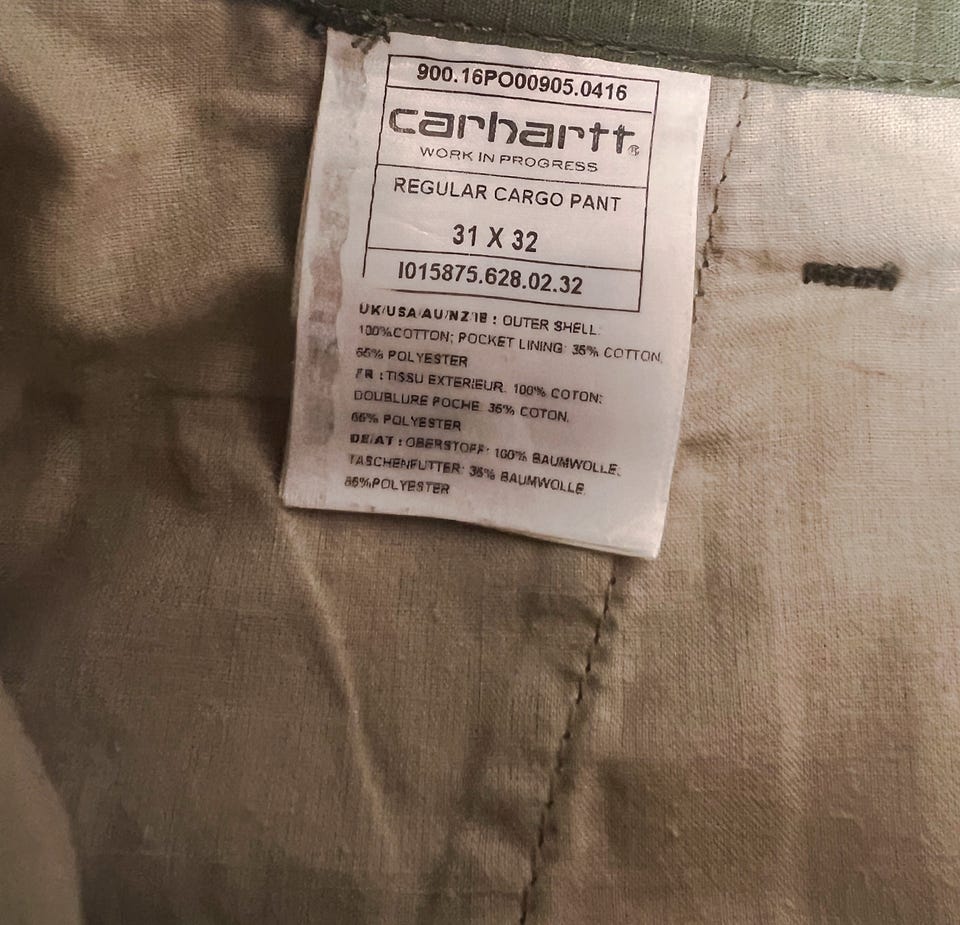 900.16PO00905.0416
carhartt®
WORK IN PROGRESS
REGULAR CARGO PANT
31 X 32
I015875.628.02.32
UK/USA/AU/NZ/IE : OUTER SHELL:
100%COTTON; POCKET LINING: 35% COTTON,
65% POLYESTER
FR : TISSU EXTERIEUR: 100% COTON;
DOUBLURE POCHE: 35% COTON,
65% POLYESTER
DE/AT : OBERSTOFF: 100% BAUMWOLLE;
TASCHENFUTTER: 35% BAUMWOLLE
65%POLYESTER